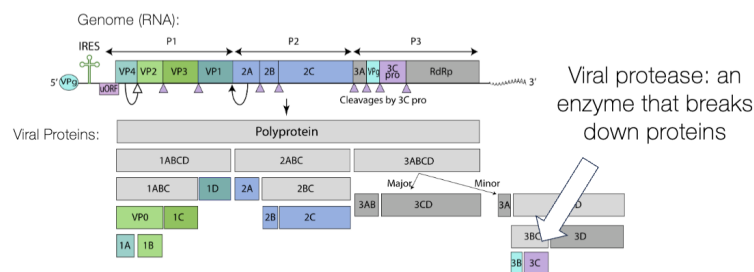 Genome (RNA):
P1 P2 P3
IRES
5' VPg uORF VP4 VP2 VP3 VP1 2A 2B 2C 3A VPg 3C pro RdRp 3'
Cleavages by 3C pro
Viral protease: an
enzyme that breaks
down proteins
Viral Proteins:
Polyprotein
1ABCD 2ABC 3ABCD
Major Minor
1ABC 1D 2A 2BC 3AB 3CD 3A D
VP0 1C 2B 2C 3BC 3D
1A 1B 3B 3C